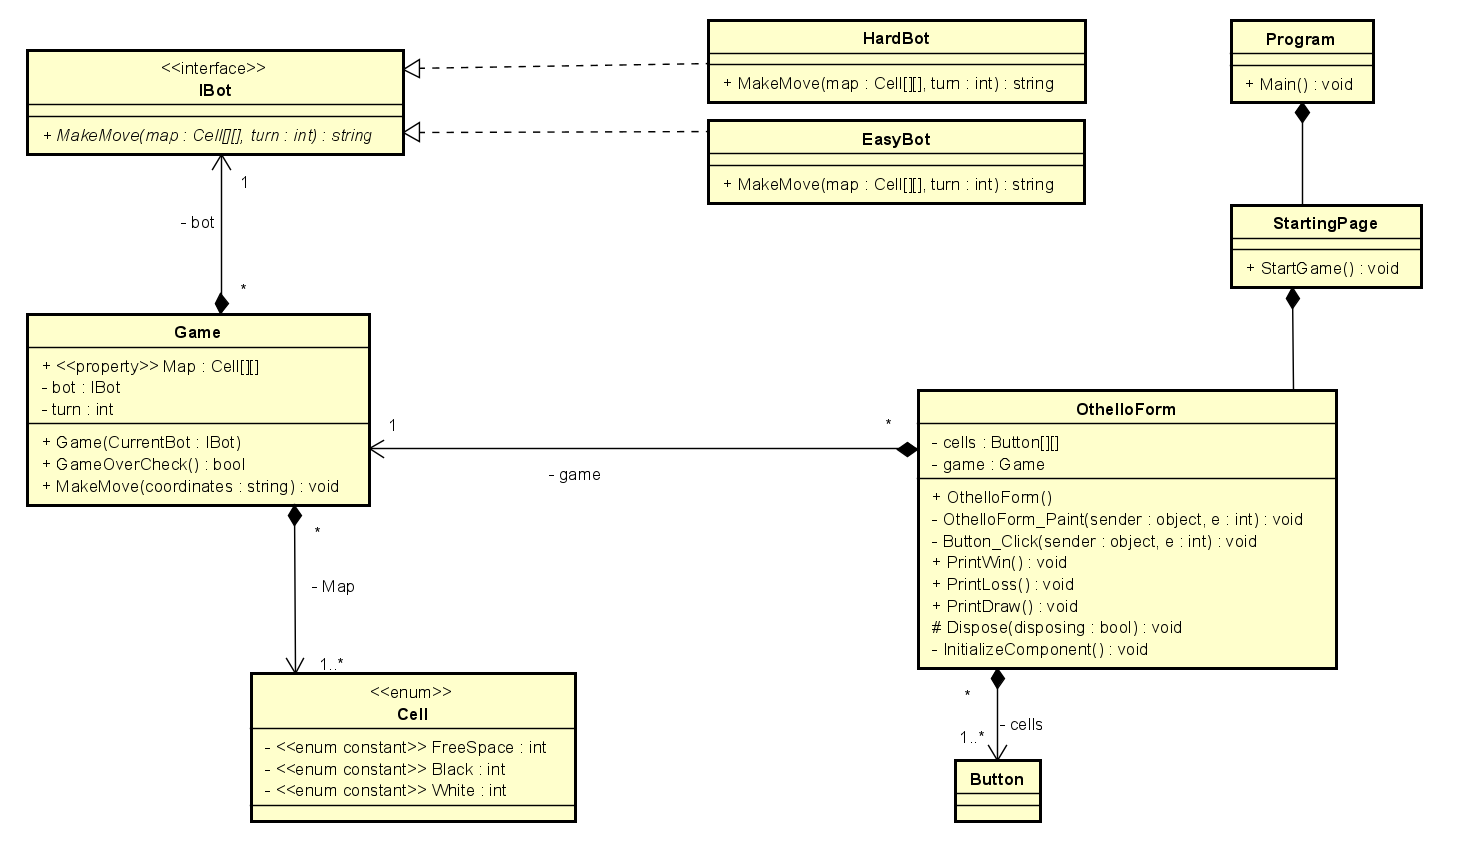 <<interface>>
IBot
+ MakeMove(map : Cell[][], turn : int) : string
HardBot
+ MakeMove(map : Cell[][], turn : int) : string
EasyBot
+ MakeMove(map : Cell[][], turn : int) : string
Program
+ Main() : void
StartingPage
+ StartGame() : void
1
- bot
*
Game
+ <<property>> Map : Cell[][]
- bot : IBot
- turn : int
+ Game(CurrentBot : IBot)
+ GameOverCheck() : bool
+ MakeMove(coordinates : string) : void
1
*
- game
OthelloForm
- cells : Button[][]
- game : Game
+ OthelloForm()
- OthelloForm_Paint(sender : object, e : int) : void
- Button_Click(sender : object, e : int) : void
+ PrintWin() : void
+ PrintLoss() : void
+ PrintDraw() : void
# Dispose(disposing : bool) : void
- InitializeComponent() : void
*
- Map
1..*
<<enum>>
Cell
- <<enum constant>> FreeSpace : int
- <<enum constant>> Black : int
- <<enum constant>> White : int
*
- cells
1..*
Button